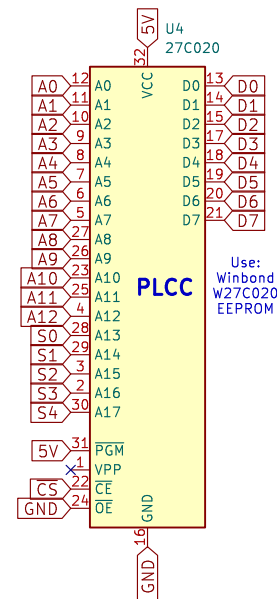 5V
U4
27C020
32
VCC
A0 12 A0 D0 13 D0
A1 11 A1 D1 14 D1
A2 10 A2 D2 15 D2
A3 9 A3 D3 17 D3
A4 8 A4 D4 18 D4
A5 7 A5 D5 19 D5
A6 6 A6 D6 20 D6
A7 5 A7 D7 21 D7
A8 27 A8
A9 26 A9
A10 23 A10
A11 25 A11
A12 4 A12
S0 28 A13
S1 29 A14
S2 3 A15
S3 2 A16
S4 30 A17
PLCC
Use:
Winbond
W27C020
EEPROM
5V 31 PGM
1 VPP
CS 22 CE
GND 24 OE
GND
16
GND